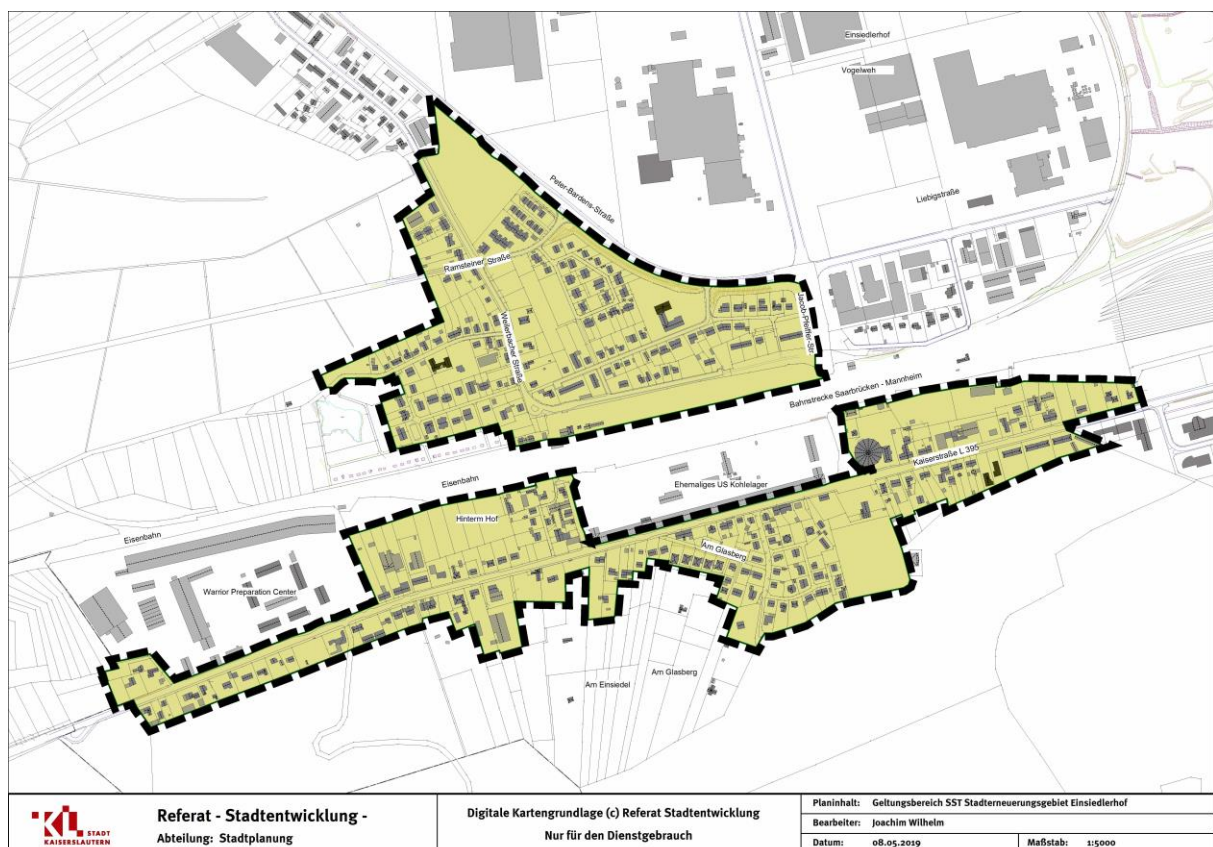 Einsiedlerhof
Vogelweh
Liebigstraße
Peter-Bardens-Straße
Ramsteiner Straße
Weilerbacher Straße
Jacob-Pfeiffer-Str.
Bahnstrecke Saarbrücken - Mannheim
Kaiserstraße L 395
Ehemaliges US Kohlelager
Eisenbahn
Hinterm Hof
Eisenbahn
Am Glasberg
Warrior Preparation Center
Am Glasberg
Am Einsiedel
KL STADT
KAISERSLAUTERN
Referat - Stadtentwicklung -
Abteilung: Stadtplanung
Digitale Kartengrundlage (c) Referat Stadtentwicklung
Nur für den Dienstgebrauch
Planinhalt: Geltungsbereich SST Stadterneuerungsgebiet Einsiedlerhof
Bearbeiter: Joachim Wilhelm
Datum: 08.05.2019 Maßstab: 1:5000